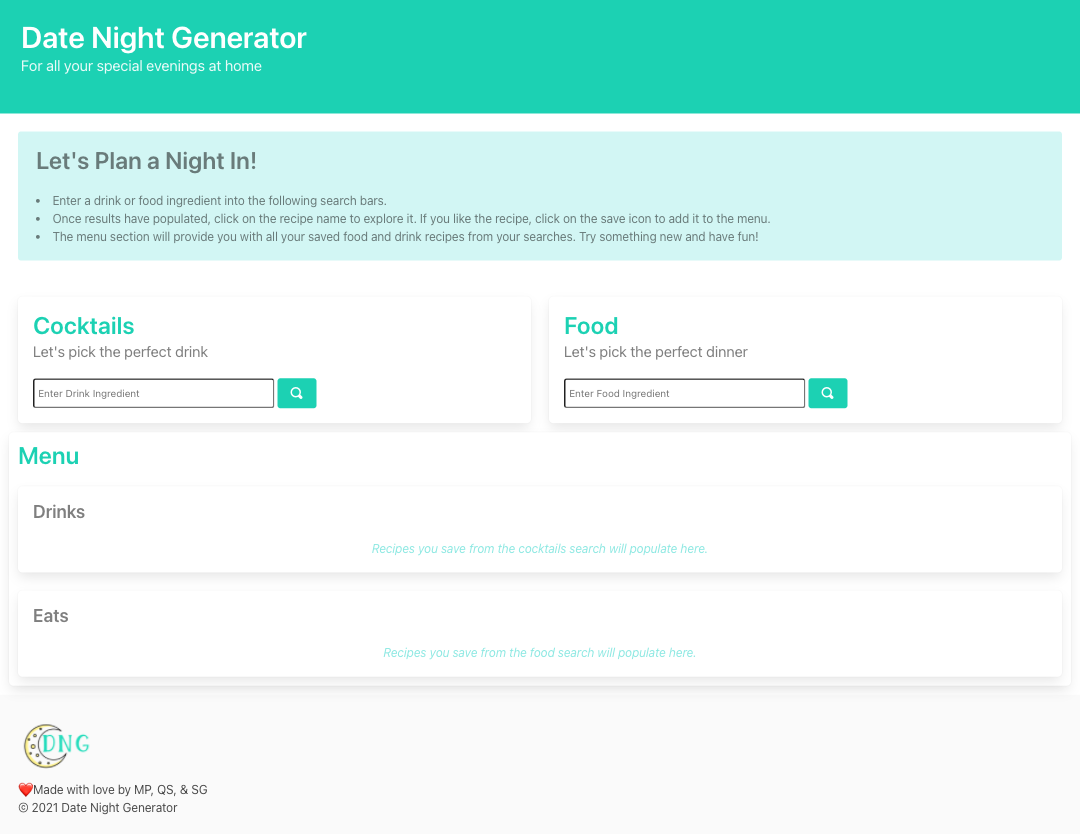 Date Night Generator
For all your special evenings at home
Let's Plan a Night In!
• Enter a drink or food ingredient into the following search bars.
• Once results have populated, click on the recipe name to explore it. If you like the recipe, click on the save icon to add it to the menu.
• The menu section will provide you with all your saved food and drink recipes from your searches. Try something new and have fun!
Cocktails
Let's pick the perfect drink
Enter Drink Ingredient
Food
Let's pick the perfect dinner
Enter Food Ingredient
Menu
Drinks
Recipes you save from the cocktails search will populate here.
Eats
Recipes you save from the food search will populate here.
DNG
❤️Made with love by MP, QS, & SG
© 2021 Date Night Generator